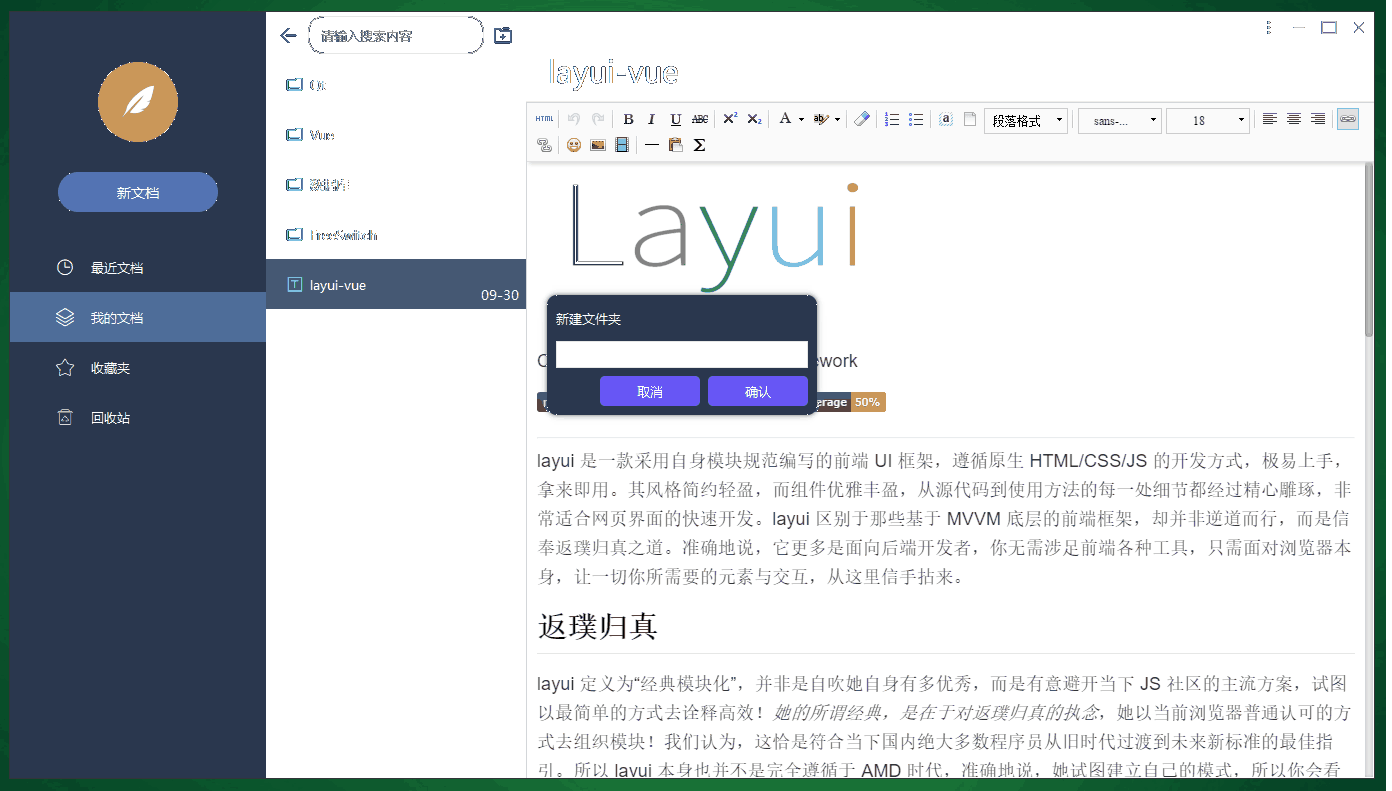 新文档
最近文档
我的文档
收藏夹
回收站
请输入搜索内容
Qt
Vue
FreeSwitch
layui-vue
09-30
layui-vue
HTML
B I U ABC X² X₂ A ab
a
段落格式
sans-...
18
Layui
新建文件夹
取消
确认
ework
erage 50%
layui 是一款采用自身模块规范编写的前端 UI 框架，遵循原生 HTML/CSS/JS 的开发方式，极易上手，
拿来即用。其风格简约轻盈，而组件优雅丰盈，从源代码到使用方法的每一处细节都经过精心雕琢，非
常适合网页界面的快速开发。layui 区别于那些基于 MVVM 底层的前端框架，却并非逆道而行，而是信
奉返璞归真之道。准确地说，它更多是面向后端开发者，你无需涉足前端各种工具，只需面对浏览器本
身，让一切你所需要的元素与交互，从这里信手拈来。
返璞归真
layui 定义为“经典模块化”，并非是自吹她自身有多优秀，而是有意避开当下 JS 社区的主流方案，试图
以最简单的方式去诠释高效！她的所谓经典，是在于对返璞归真的执念，她以当前浏览器普通认可的方
式去组织模块！我们认为，这恰是符合当下国内绝大多数程序员从旧时代过渡到未来新标准的最佳指
引。所以 layui 本身也并不是完全遵循于 AMD 时代，准确地说，她试图建立自己的模式，所以你会看